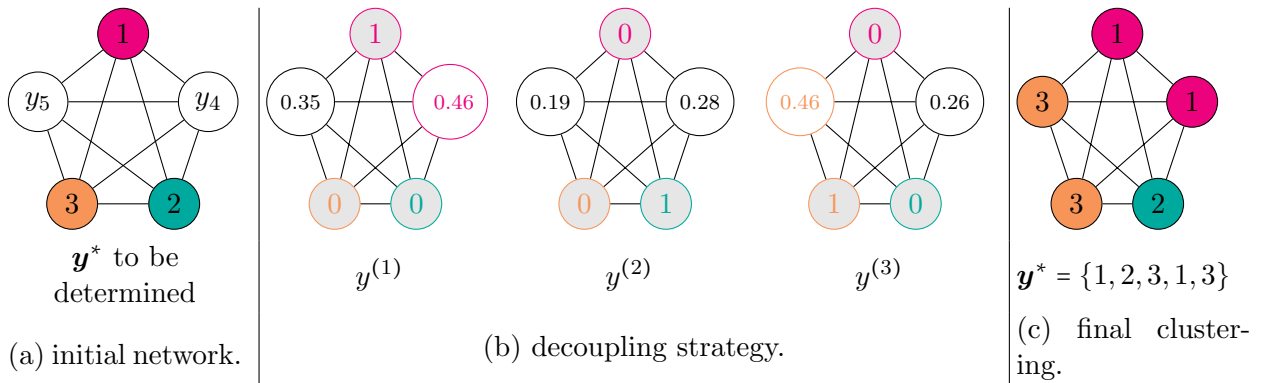 1
y5
y4
3
2
y* to be
determined
(a) initial network.
1
0.35
0.46
0
0
y(1)
0
0.19
0.28
0
1
y(2)
0
0.46
0.26
1
0
y(3)
(b) decoupling strategy.
1
3
1
3
2
y* = {1, 2, 3, 1, 3}
(c) final cluster-
ing.